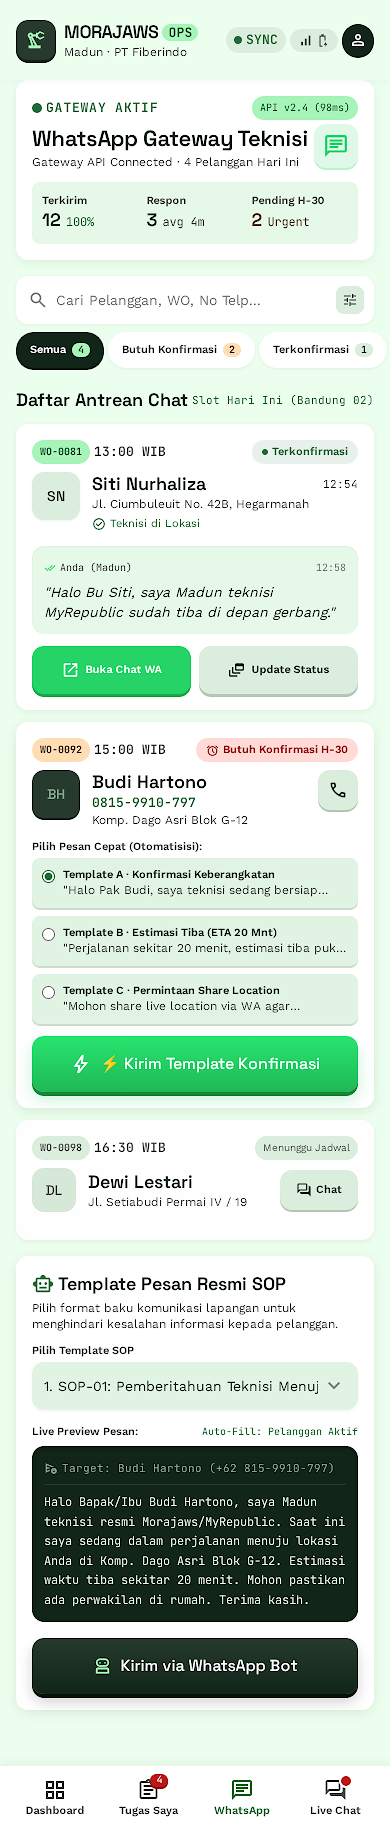 MORAJAWS OPS
Madun · PT Fiberindo
SYNC
GATEWAY AKTIF
API v2.4 (98ms)
WhatsApp Gateway Teknisi
Gateway API Connected · 4 Pelanggan Hari Ini
Terkirim Respon Pending H-30
12 100% 3 avg 4m 2 Urgent
Cari Pelanggan, WO, No Telp...
Semua 4 Butuh Konfirmasi 2 Terkonfirmasi 1
Daftar Antrean Chat Slot Hari Ini (Bandung 02)
WO-0081 13:00 WIB Terkonfirmasi
SN
Siti Nurhaliza 12:54
Jl. Ciumbuleuit No. 42B, Hegarmanah
Teknisi di Lokasi
Anda (Madun) 12:58
"Halo Bu Siti, saya Madun teknisi
MyRepublic sudah tiba di depan gerbang."
Buka Chat WA Update Status
WO-0092 15:00 WIB Butuh Konfirmasi H-30
BH
Budi Hartono
0815-9910-797
Komp. Dago Asri Blok G-12
Pilih Pesan Cepat (Otomatisisi):
Template A · Konfirmasi Keberangkatan
"Halo Pak Budi, saya teknisi sedang bersiap...
Template B · Estimasi Tiba (ETA 20 Mnt)
"Perjalanan sekitar 20 menit, estimasi tiba puk...
Template C · Permintaan Share Location
"Mohon share live location via WA agar...
⚡ Kirim Template Konfirmasi
WO-0098 16:30 WIB Menunggu Jadwal
DL
Dewi Lestari
Jl. Setiabudi Permai IV / 19
Chat
Template Pesan Resmi SOP
Pilih format baku komunikasi lapangan untuk
menghindari kesalahan informasi kepada pelanggan.
Pilih Template SOP
1. SOP-01: Pemberitahuan Teknisi Menuj
Live Preview Pesan: Auto-Fill: Pelanggan Aktif
Target: Budi Hartono (+62 815-9910-797)
Halo Bapak/Ibu Budi Hartono, saya Madun
teknisi resmi Morajaws/MyRepublic. Saat ini
saya sedang dalam perjalanan menuju lokasi
Anda di Komp. Dago Asri Blok G-12. Estimasi
waktu tiba sekitar 20 menit. Mohon pastikan
ada perwakilan di rumah. Terima kasih.
Kirim via WhatsApp Bot
4
Dashboard Tugas Saya WhatsApp Live Chat